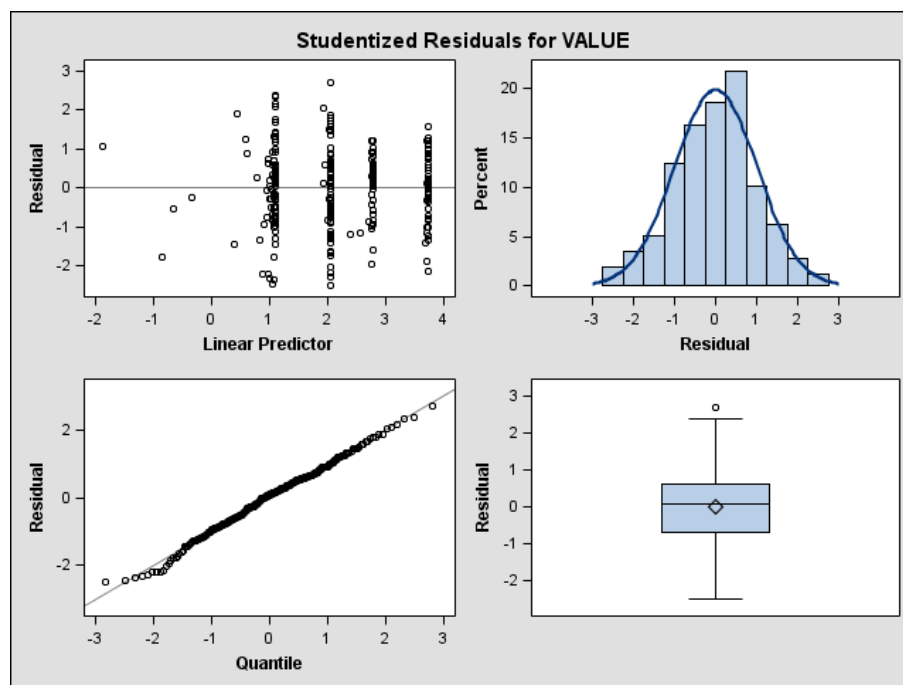 Studentized Residuals for VALUE
3
2
1
0
-1
-2
Residual
-2 -1 0 1 2 3 4
Linear Predictor
20
15
10
5
0
Percent
-3 -2 -1 0 1 2 3
Residual
2
0
-2
Residual
-3 -2 -1 0 1 2 3
Quantile
3
2
1
0
-1
-2
Residual